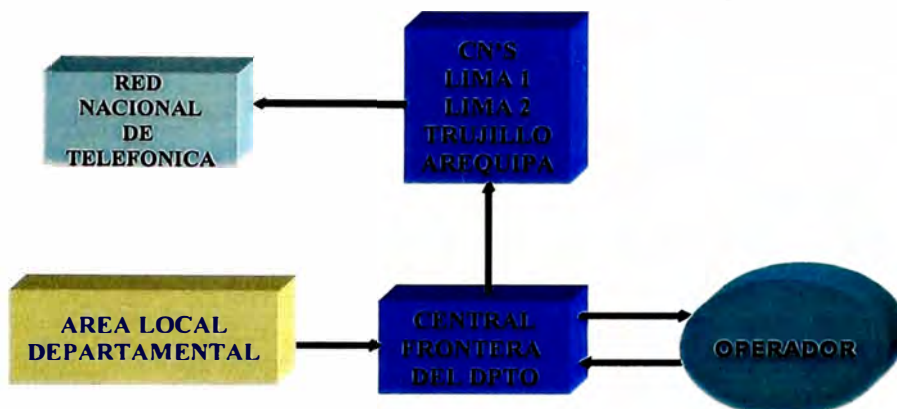 CN'S
LIMA 1
LIMA 2
TRUJILLO
AREQUIPA
RED
NACIONAL
DE
TELEFONICA
AREA LOCAL
DEPARTAMENTAL
CENTRAL
FRONTERA
DEL DPTO
OPERADOR